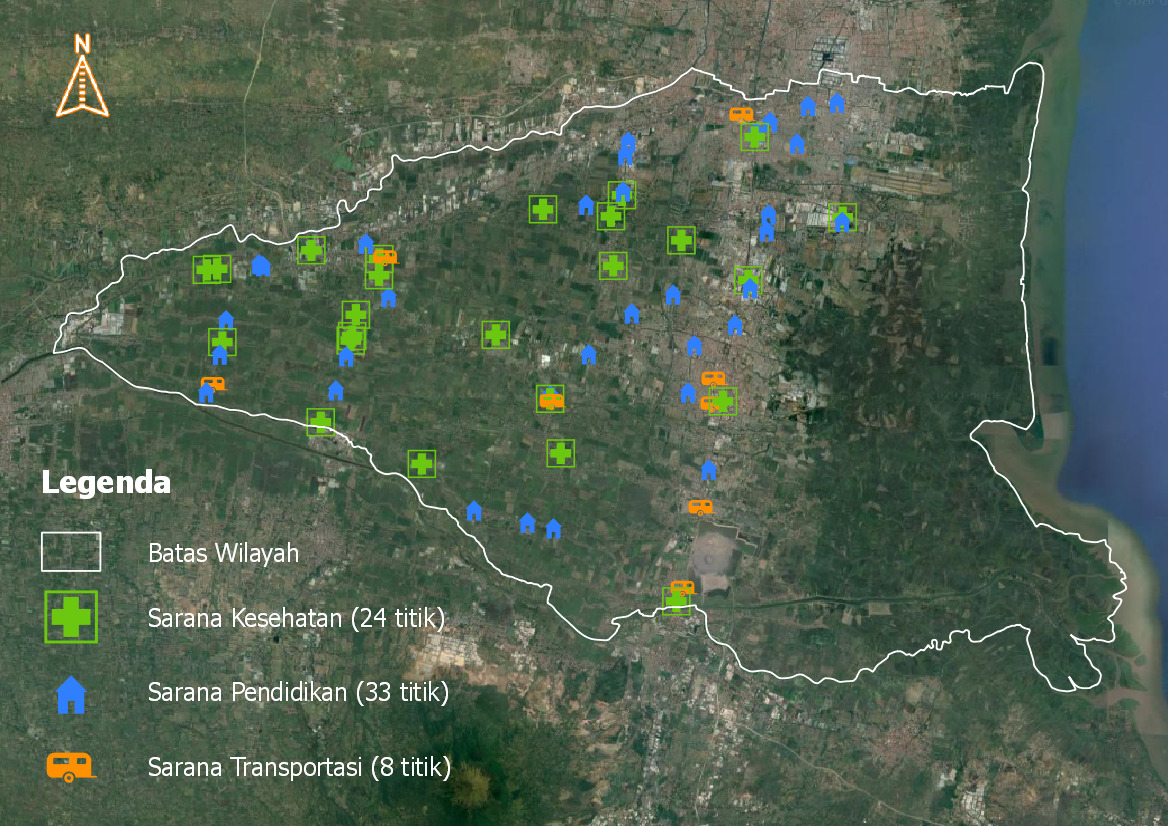 N
Legenda
Batas Wilayah
Sarana Kesehatan (24 titik)
Sarana Pendidikan (33 titik)
Sarana Transportasi (8 titik)